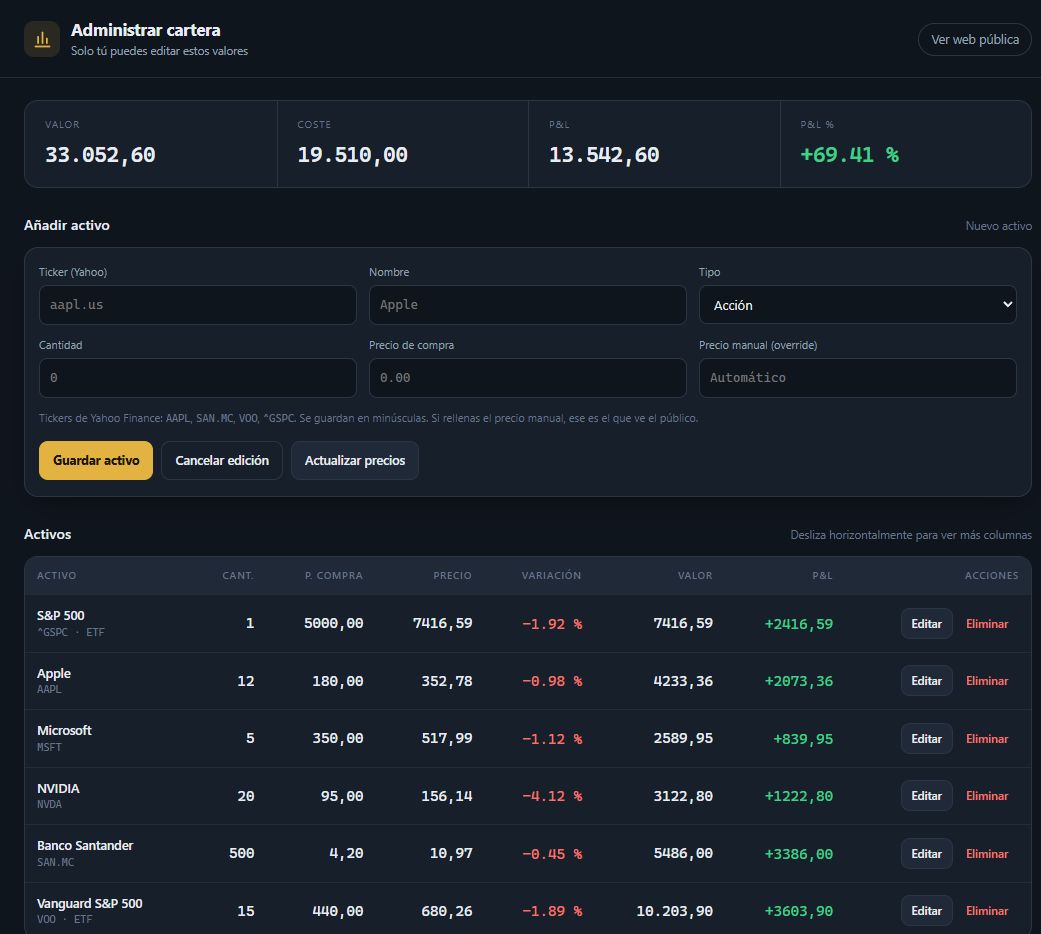 Administrar cartera
Solo tú puedes editar estos valores
Ver web pública
VALOR COSTE P&L P&L %
33.052,60 19.510,00 13.542,60 +69.41 %
Añadir activo Nuevo activo
Ticker (Yahoo) Nombre Tipo
aapl.us Apple Acción
Cantidad Precio de compra Precio manual (override)
0 0.00 Automático
Tickers de Yahoo Finance: AAPL, SAN.MC, VOO, ^GSPC. Se guardan en minúsculas. Si rellenas el precio manual, ese es el que ve el público.
Guardar activo Cancelar edición Actualizar precios
Activos Desliza horizontalmente para ver más columnas
ACTIVO CANT. P. COMPRA PRECIO VARIACIÓN VALOR P&L ACCIONES
S&P 500 1 5000,00 7416,59 −1.92 % 7416,59 +2416,59 Editar Eliminar
^GSPC · ETF
Apple 12 180,00 352,78 −0.98 % 4233,36 +2073,36 Editar Eliminar
AAPL
Microsoft 5 350,00 517,99 −1.12 % 2589,95 +839,95 Editar Eliminar
MSFT
NVIDIA 20 95,00 156,14 −4.12 % 3122,80 +1222,80 Editar Eliminar
NVDA
Banco Santander 500 4,20 10,97 −0.45 % 5486,00 +3386,00 Editar Eliminar
SAN.MC
Vanguard S&P 500 15 440,00 680,26 −1.89 % 10.203,90 +3603,90 Editar Eliminar
VOO · ETF